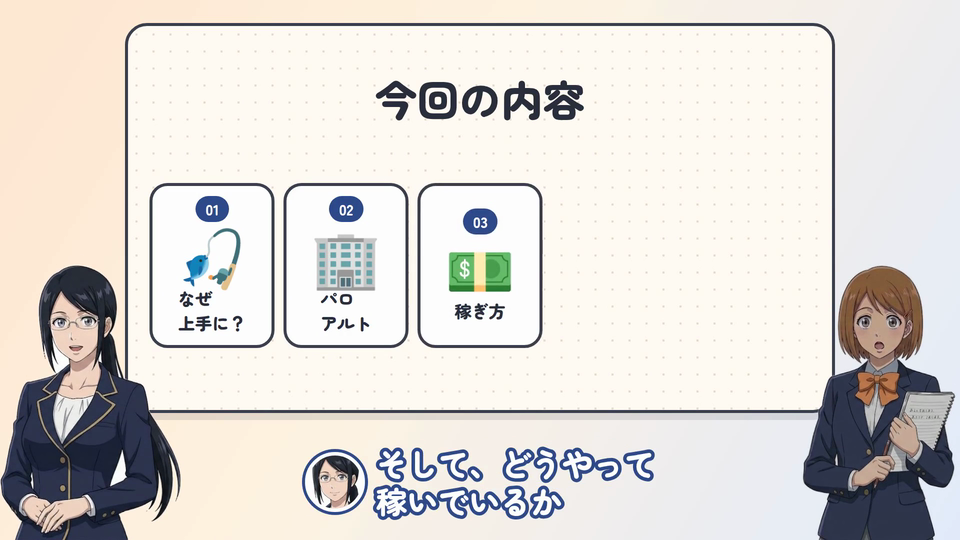 今回の内容
01
なぜ
上手に？
02
パロ
アルト
03
$
稼ぎ方
そして、どうやって
稼いでいるか